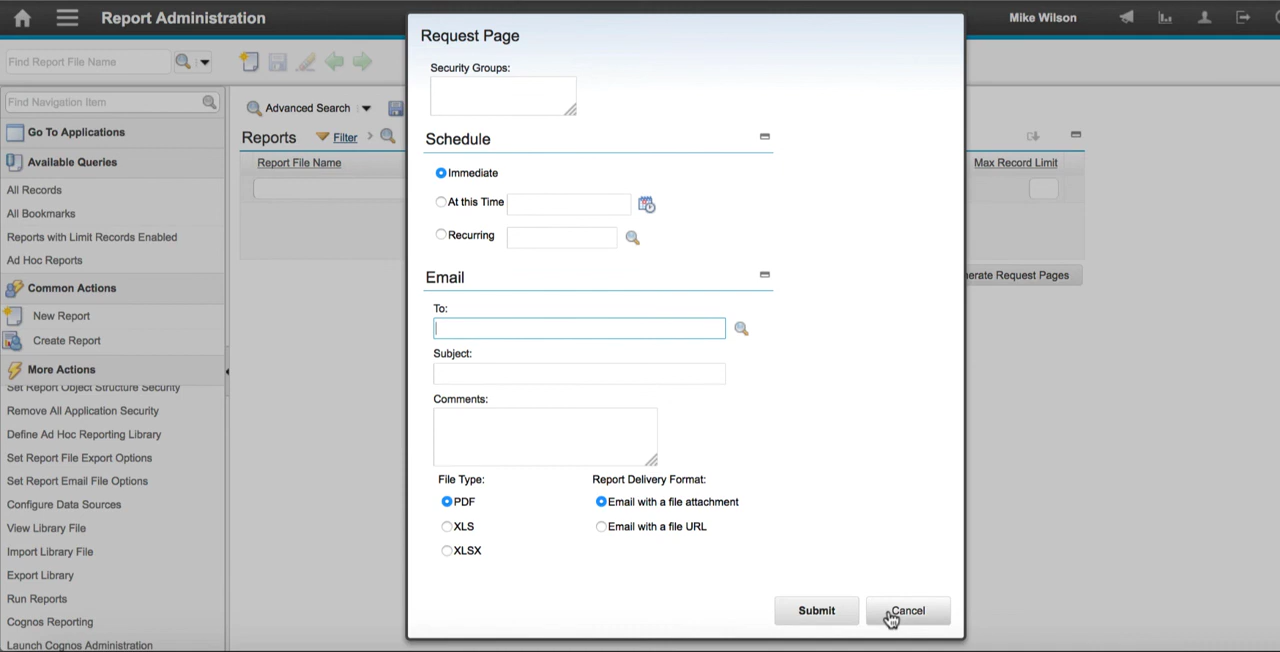 Report Administration
Mike Wilson
Find Report File Name
Find Navigation Item
Go To Applications
Available Queries
All Records
All Bookmarks
Reports with Limit Records Enabled
Ad Hoc Reports
Common Actions
New Report
Create Report
More Actions
Set Report Object Structure Security
Remove All Application Security
Define Ad Hoc Reporting Library
Set Report File Export Options
Set Report Email File Options
Configure Data Sources
View Library File
Import Library File
Export Library
Run Reports
Cognos Reporting
Launch Cognos Administration
Advanced Search
Reports Filter
Report File Name
Max Record Limit
erate Request Pages
Request Page
Security Groups:
Schedule
Immediate
At this Time
Recurring
Email
To:
Subject:
Comments:
File Type: Report Delivery Format:
PDF Email with a file attachment
XLS Email with a file URL
XLSX
Submit Cancel